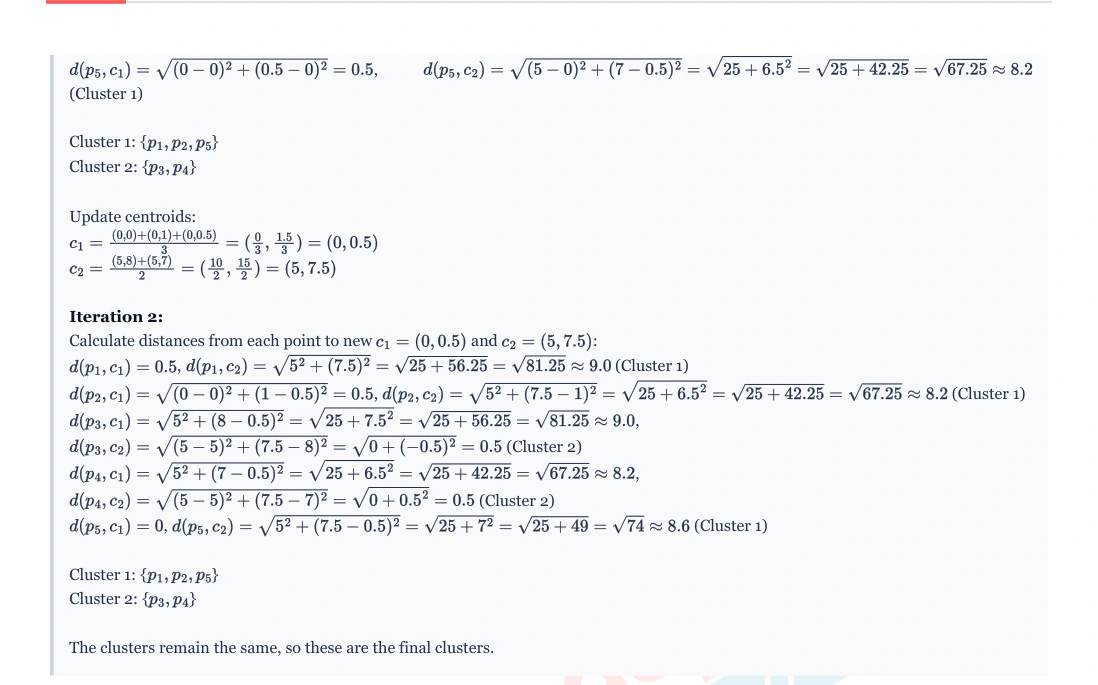 d(p₅, c₁) = √((0 − 0)² + (0.5 − 0)²) = 0.5, d(p₅, c₂) = √((5 − 0)² + (7 − 0.5)²) = √(25 + 6.5²) = √(25 + 42.25) = √67.25 ≈ 8.2
(Cluster 1)
Cluster 1: {p₁, p₂, p₅}
Cluster 2: {p₃, p₄}
Update centroids:
c₁ = ((0,0)+(0,1)+(0,0.5))/3 = (0/3, 1.5/3) = (0, 0.5)
c₂ = ((5,8)+(5,7))/2 = (10/2, 15/2) = (5, 7.5)
Iteration 2:
Calculate distances from each point to new c₁ = (0, 0.5) and c₂ = (5, 7.5):
d(p₁, c₁) = 0.5, d(p₁, c₂) = √(5² + (7.5)²) = √(25 + 56.25) = √81.25 ≈ 9.0 (Cluster 1)
d(p₂, c₁) = √((0 − 0)² + (1 − 0.5)²) = 0.5, d(p₂, c₂) = √(5² + (7.5 − 1)²) = √(25 + 6.5²) = √(25 + 42.25) = √67.25 ≈ 8.2 (Cluster 1)
d(p₃, c₁) = √(5² + (8 − 0.5)²) = √(25 + 7.5²) = √(25 + 56.25) = √81.25 ≈ 9.0,
d(p₃, c₂) = √((5 − 5)² + (7.5 − 8)²) = √(0 + (−0.5)²) = 0.5 (Cluster 2)
d(p₄, c₁) = √(5² + (7 − 0.5)²) = √(25 + 6.5²) = √(25 + 42.25) = √67.25 ≈ 8.2,
d(p₄, c₂) = √((5 − 5)² + (7.5 − 7)²) = √(0 + 0.5²) = 0.5 (Cluster 2)
d(p₅, c₁) = 0, d(p₅, c₂) = √(5² + (7.5 − 0.5)²) = √(25 + 7²) = √(25 + 49) = √74 ≈ 8.6 (Cluster 1)
Cluster 1: {p₁, p₂, p₅}
Cluster 2: {p₃, p₄}
The clusters remain the same, so these are the final clusters.